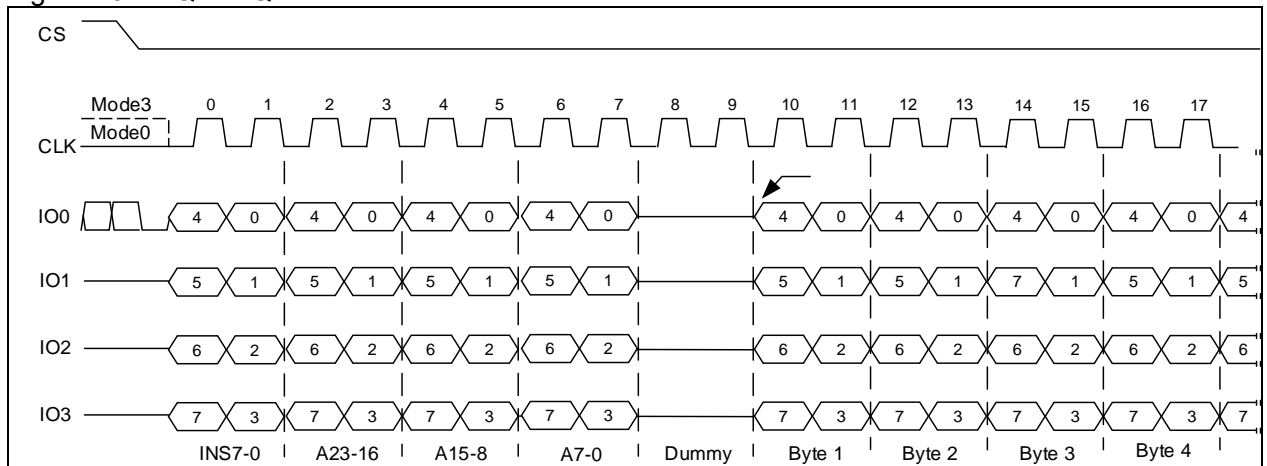 CS
Mode3 0 1 2 3 4 5 6 7 8 9 10 11 12 13 14 15 16 17
Mode0
CLK
IO0 4 0 4 0 4 0 4 0 4 0 4 0 4 0 4 0 4
IO1 5 1 5 1 5 1 5 1 5 1 5 1 7 1 5 1 5
IO2 6 2 6 2 6 2 6 2 6 2 6 2 6 2 6 2 6
IO3 7 3 7 3 7 3 7 3 7 3 7 3 7 3 7 3 7
INS7-0 A23-16 A15-8 A7-0 Dummy Byte 1 Byte 2 Byte 3 Byte 4